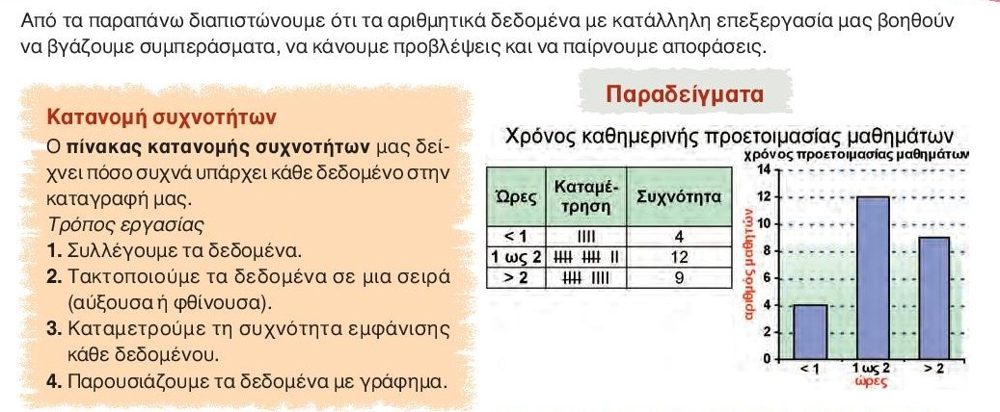 Από τα παραπάνω διαπιστώνουμε ότι τα αριθμητικά δεδομένα με κατάλληλη επεξεργασία μας βοηθούν
να βγάζουμε συμπεράσματα, να κάνουμε προβλέψεις και να παίρνουμε αποφάσεις.
Κατανομή συχνοτήτων
Ο πίνακας κατανομής συχνοτήτων μας δεί-
χνει πόσο συχνά υπάρχει κάθε δεδομένο στην
καταγραφή μας.
Τρόπος εργασίας
1. Συλλέγουμε τα δεδομένα.
2. Τακτοποιούμε τα δεδομένα σε μια σειρά
(αύξουσα ή φθίνουσα).
3. Καταμετρούμε τη συχνότητα εμφάνισης
κάθε δεδομένου.
4. Παρουσιάζουμε τα δεδομένα με γράφημα.
Παραδείγματα
Χρόνος καθημερινής προετοιμασίας μαθημάτων
Ώρες Καταμέ-
τρηση Συχνότητα
< 1 IIII 4
1 ως 2 IIII IIII II 12
> 2 IIII IIII 9
χρόνος προετοιμασίας μαθημάτων
αριθμός μαθητών
14
12
10
8
6
4
2
0
< 1 1 ως 2 > 2
ώρες